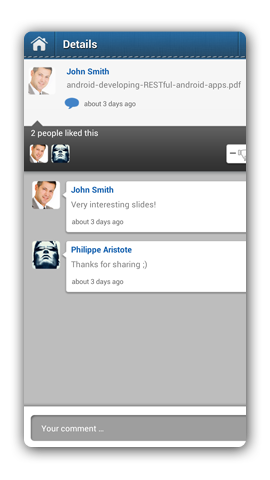 Details
John Smith
android-developing-RESTful-android-apps.pdf
about 3 days ago
2 people liked this
John Smith
Very interesting slides!
about 3 days ago
Philippe Aristote
Thanks for sharing ;)
about 3 days ago
Your comment ...